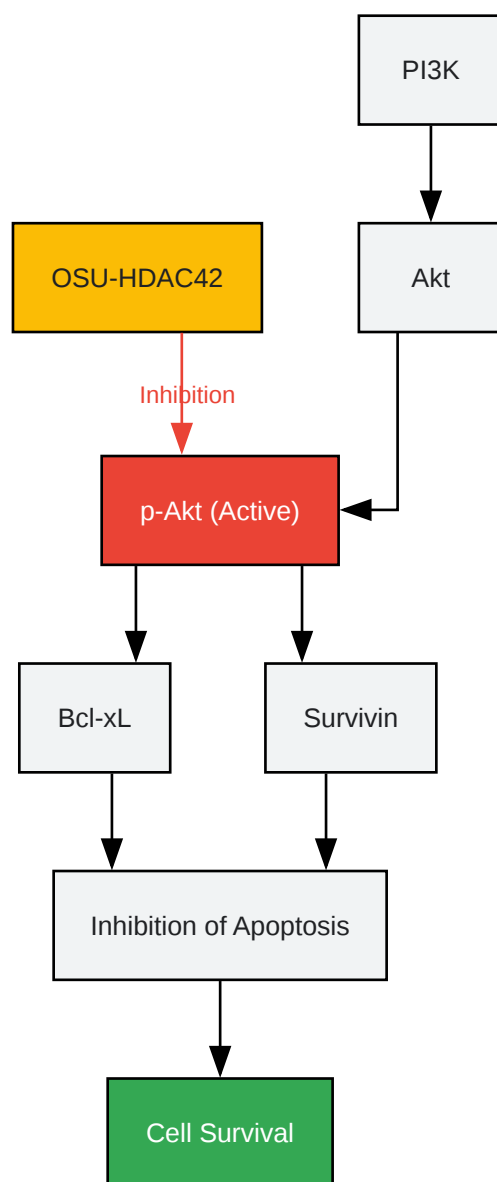 PI3K
OSU-HDAC42
Akt
Inhibition
p-Akt (Active)
Bcl-xL
Survivin
Inhibition of Apoptosis
Cell Survival